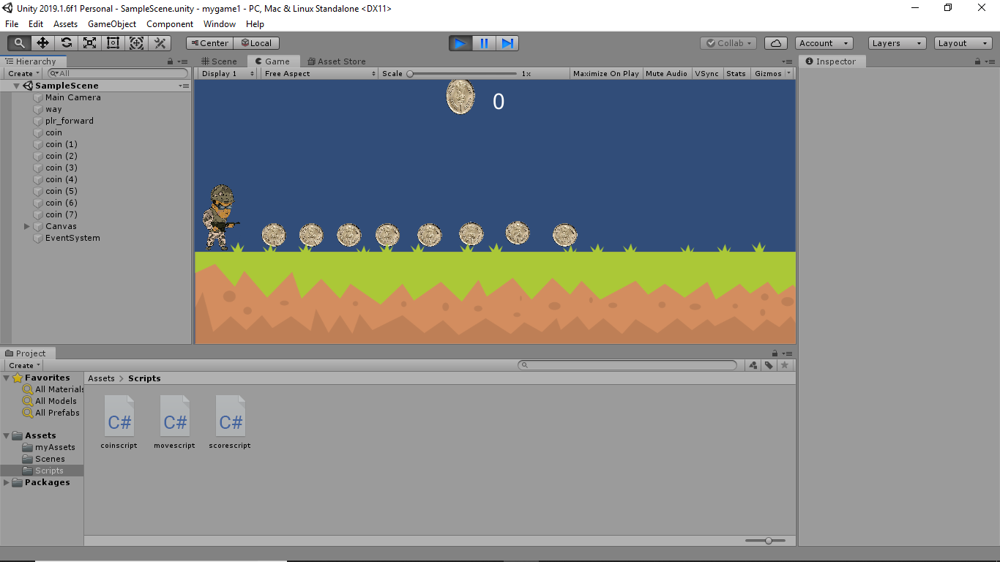 Unity 2019.1.6f1 Personal - SampleScene.unity - mygame1 - PC, Mac & Linux Standalone <DX11>
File Edit Assets GameObject Component Window Help
Center Local Collab Account Layers Layout
Hierarchy Scene Game Asset Store Inspector
Create All Display 1 Free Aspect Scale 1x Maximize On Play Mute Audio VSync Stats Gizmos
SampleScene
Main Camera
way
plr_forward
coin
coin (1)
coin (2)
coin (3)
coin (4)
coin (5)
coin (6)
coin (7)
Canvas
EventSystem
0
Project
Create
Favorites
All Materials
All Models
All Prefabs
Assets
myAssets
Scenes
Scripts
Packages
Assets > Scripts
C# C# C#
coinscript movescript scorescript